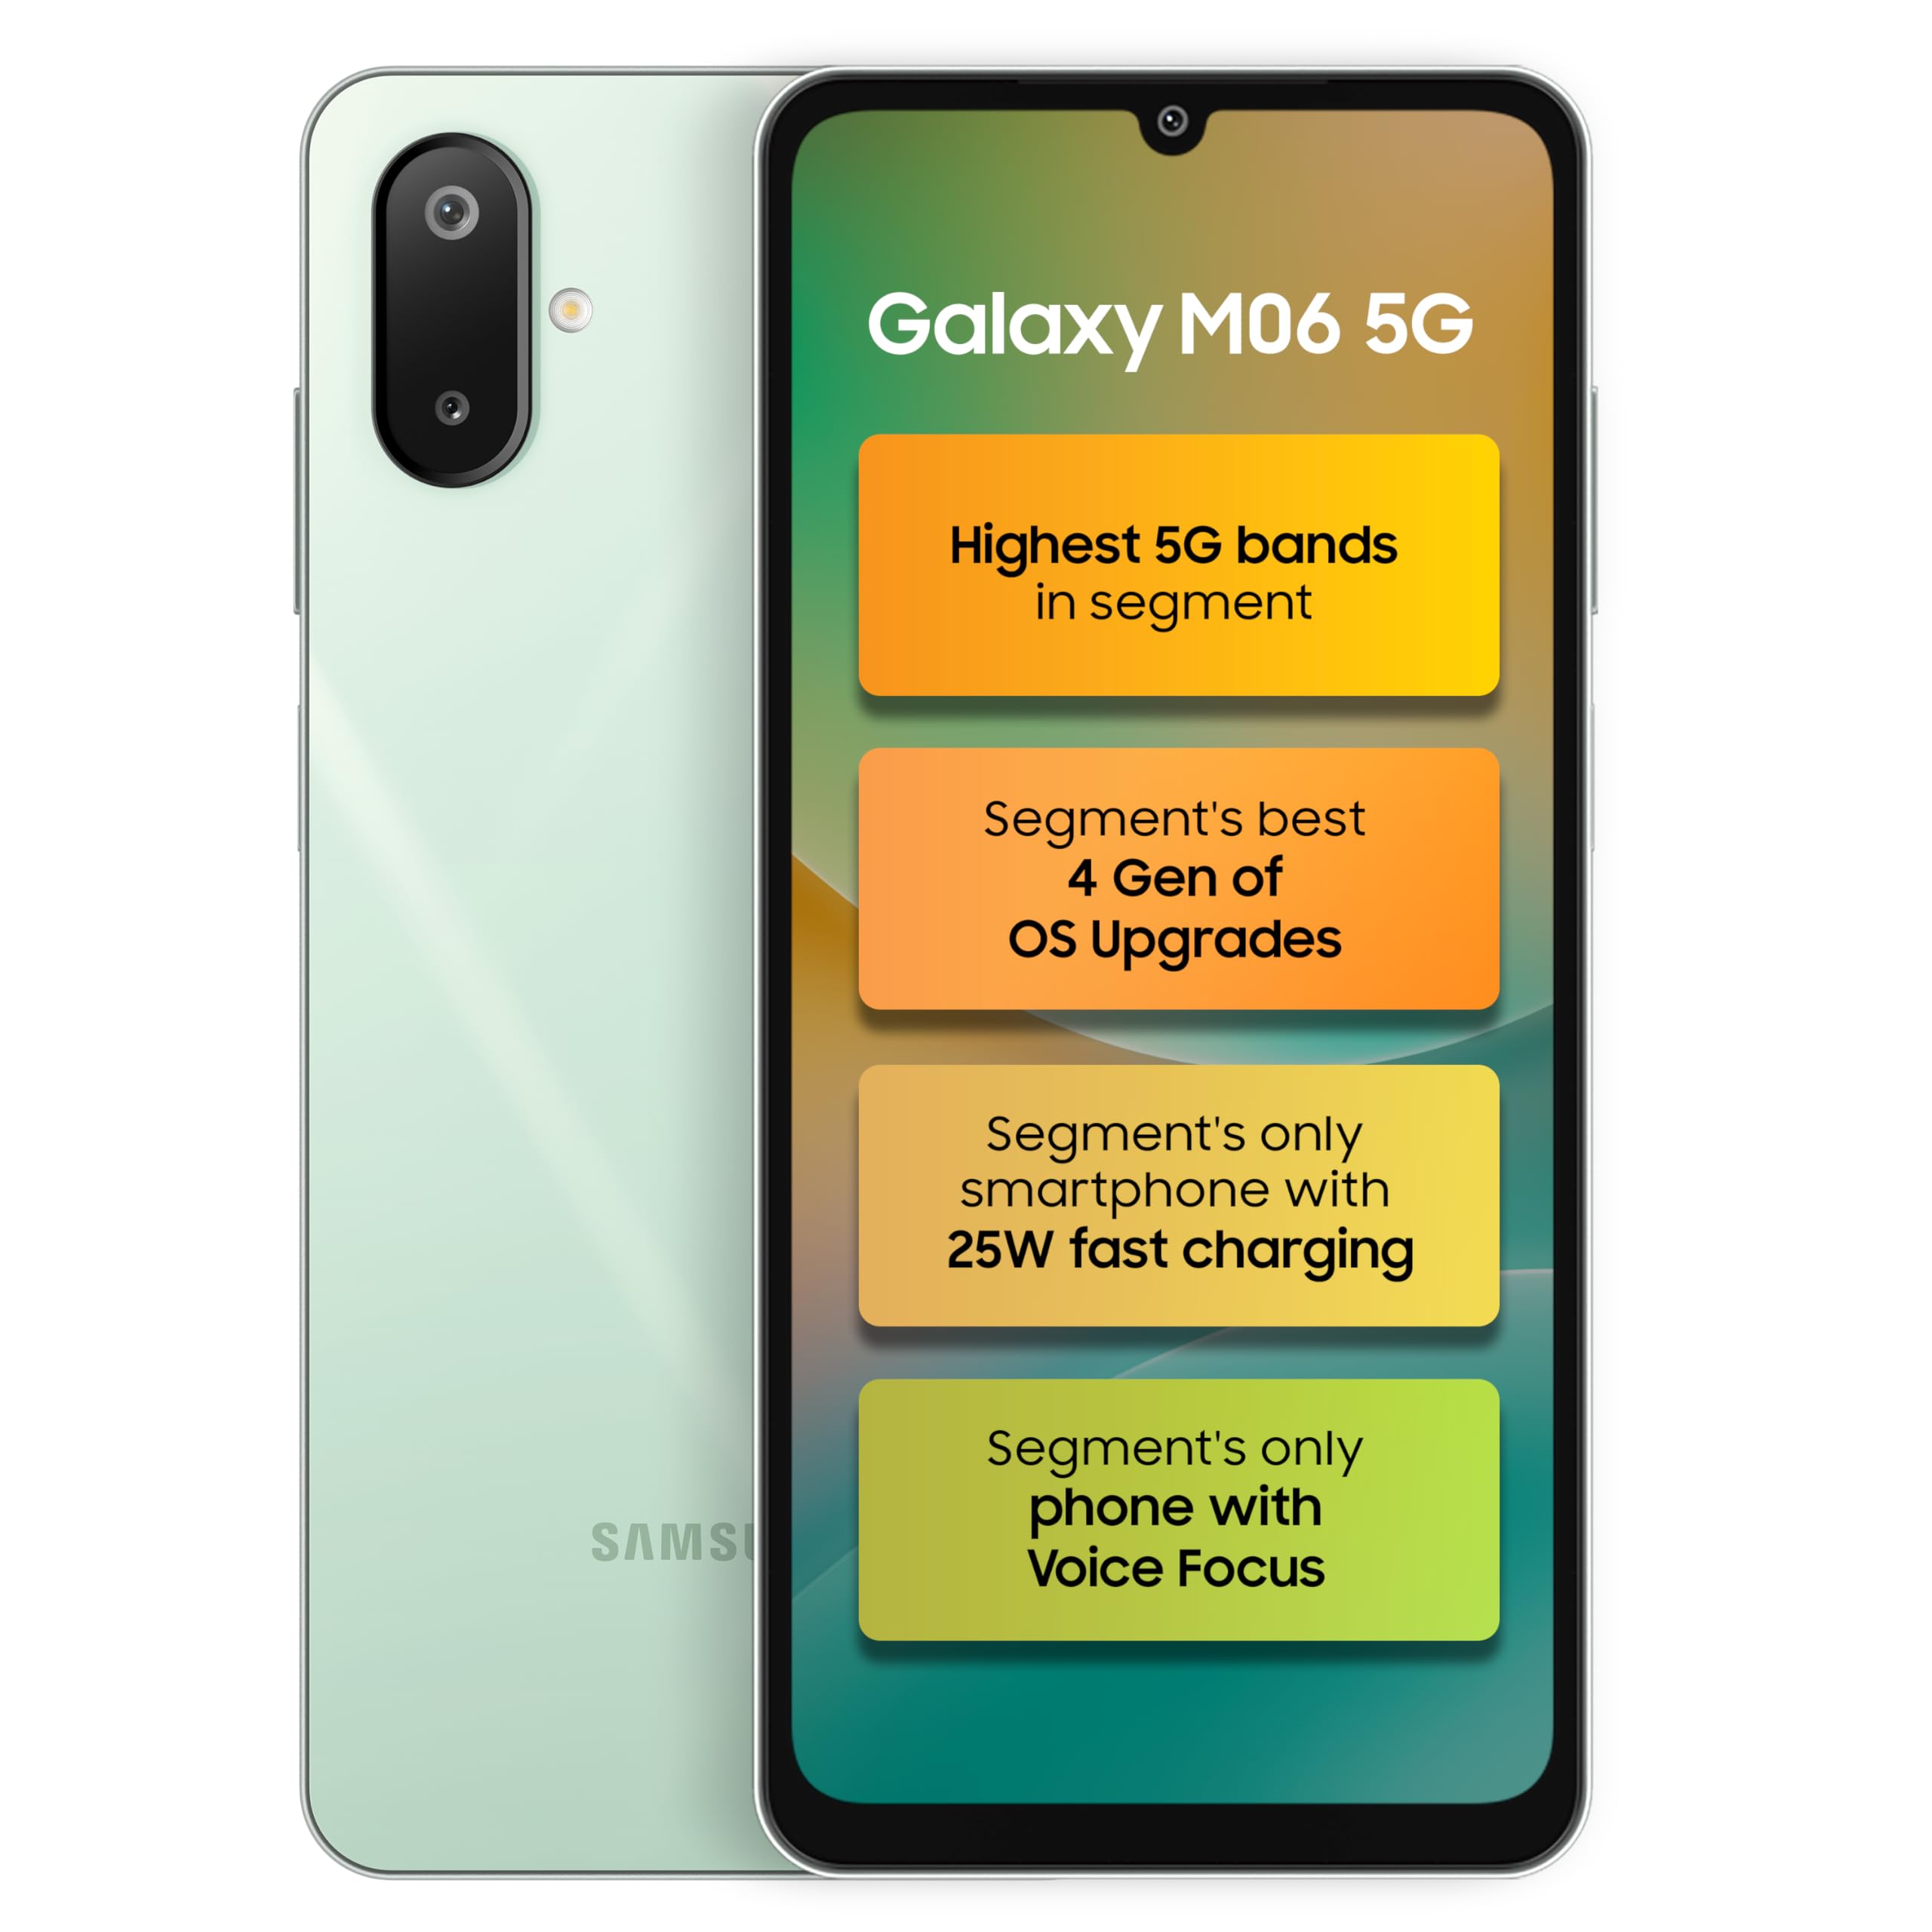 Galaxy M06 5G
Highest 5G bands
in segment
Segment's best
4 Gen of
OS Upgrades
Segment's only
smartphone with
25W fast charging
Segment's only
phone with
Voice Focus
SAMSU